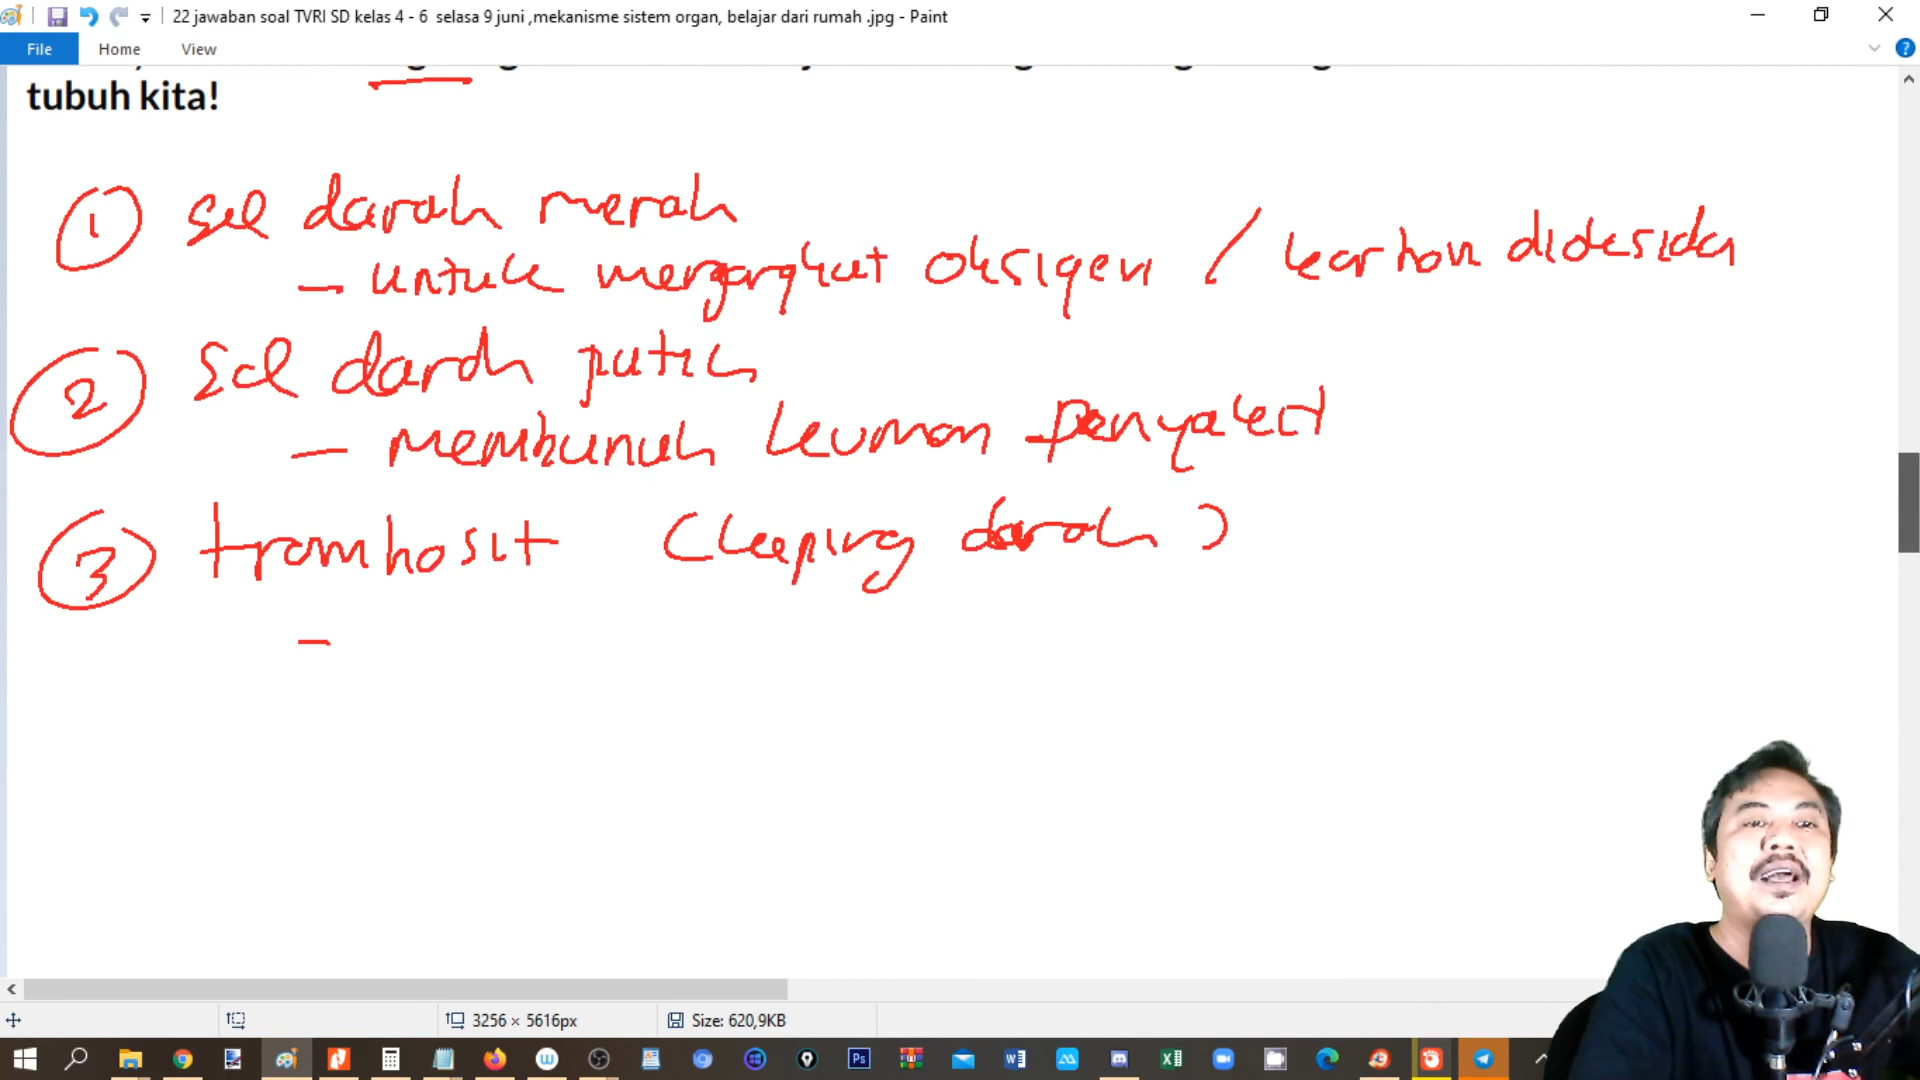 22 jawaban soal TVRI SD kelas 4 - 6 selasa 9 juni ,mekanisme sistem organ, belajar dari rumah .jpg - Paint
File Home View
tubuh kita!
1 sel darah merah
- untuk mengangkut oksigen / karbon dioksida
2 Sel darah putih
- membunuh kuman penyakit
3 trombosit (keping darah)
-
3256 × 5616px Size: 620,9KB